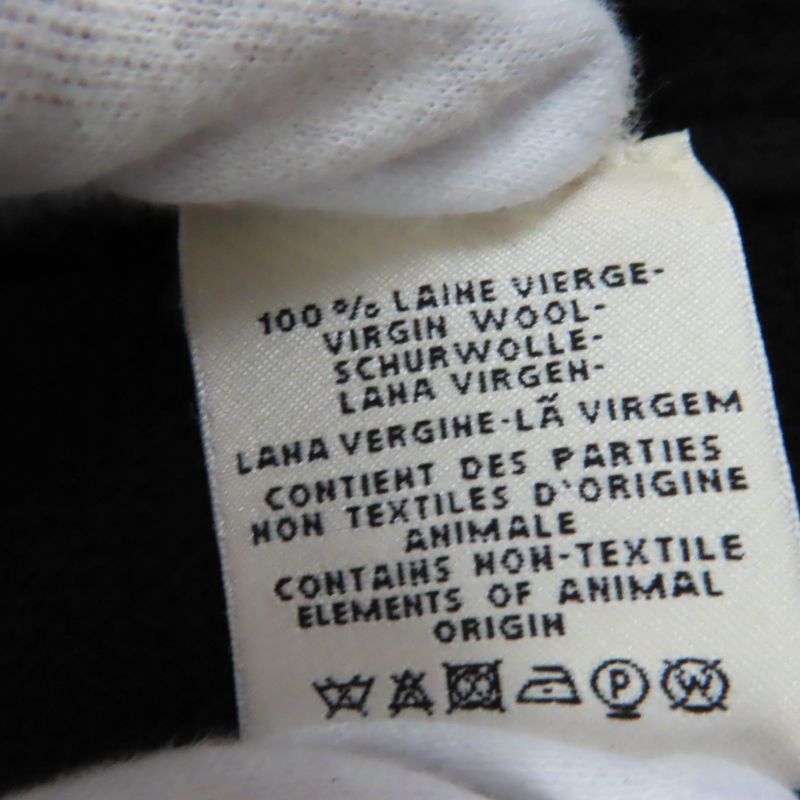 100% LAINE VIERGE-
VIRGIN WOOL-
SCHURWOLLE-
LANA VIRGEN-
LANA VERGINE-LÃ VIRGEM
CONTIENT DES PARTIES
NON TEXTILES D'ORIGINE
ANIMALE
CONTAINS NON-TEXTILE
ELEMENTS OF ANIMAL
ORIGIN
P W